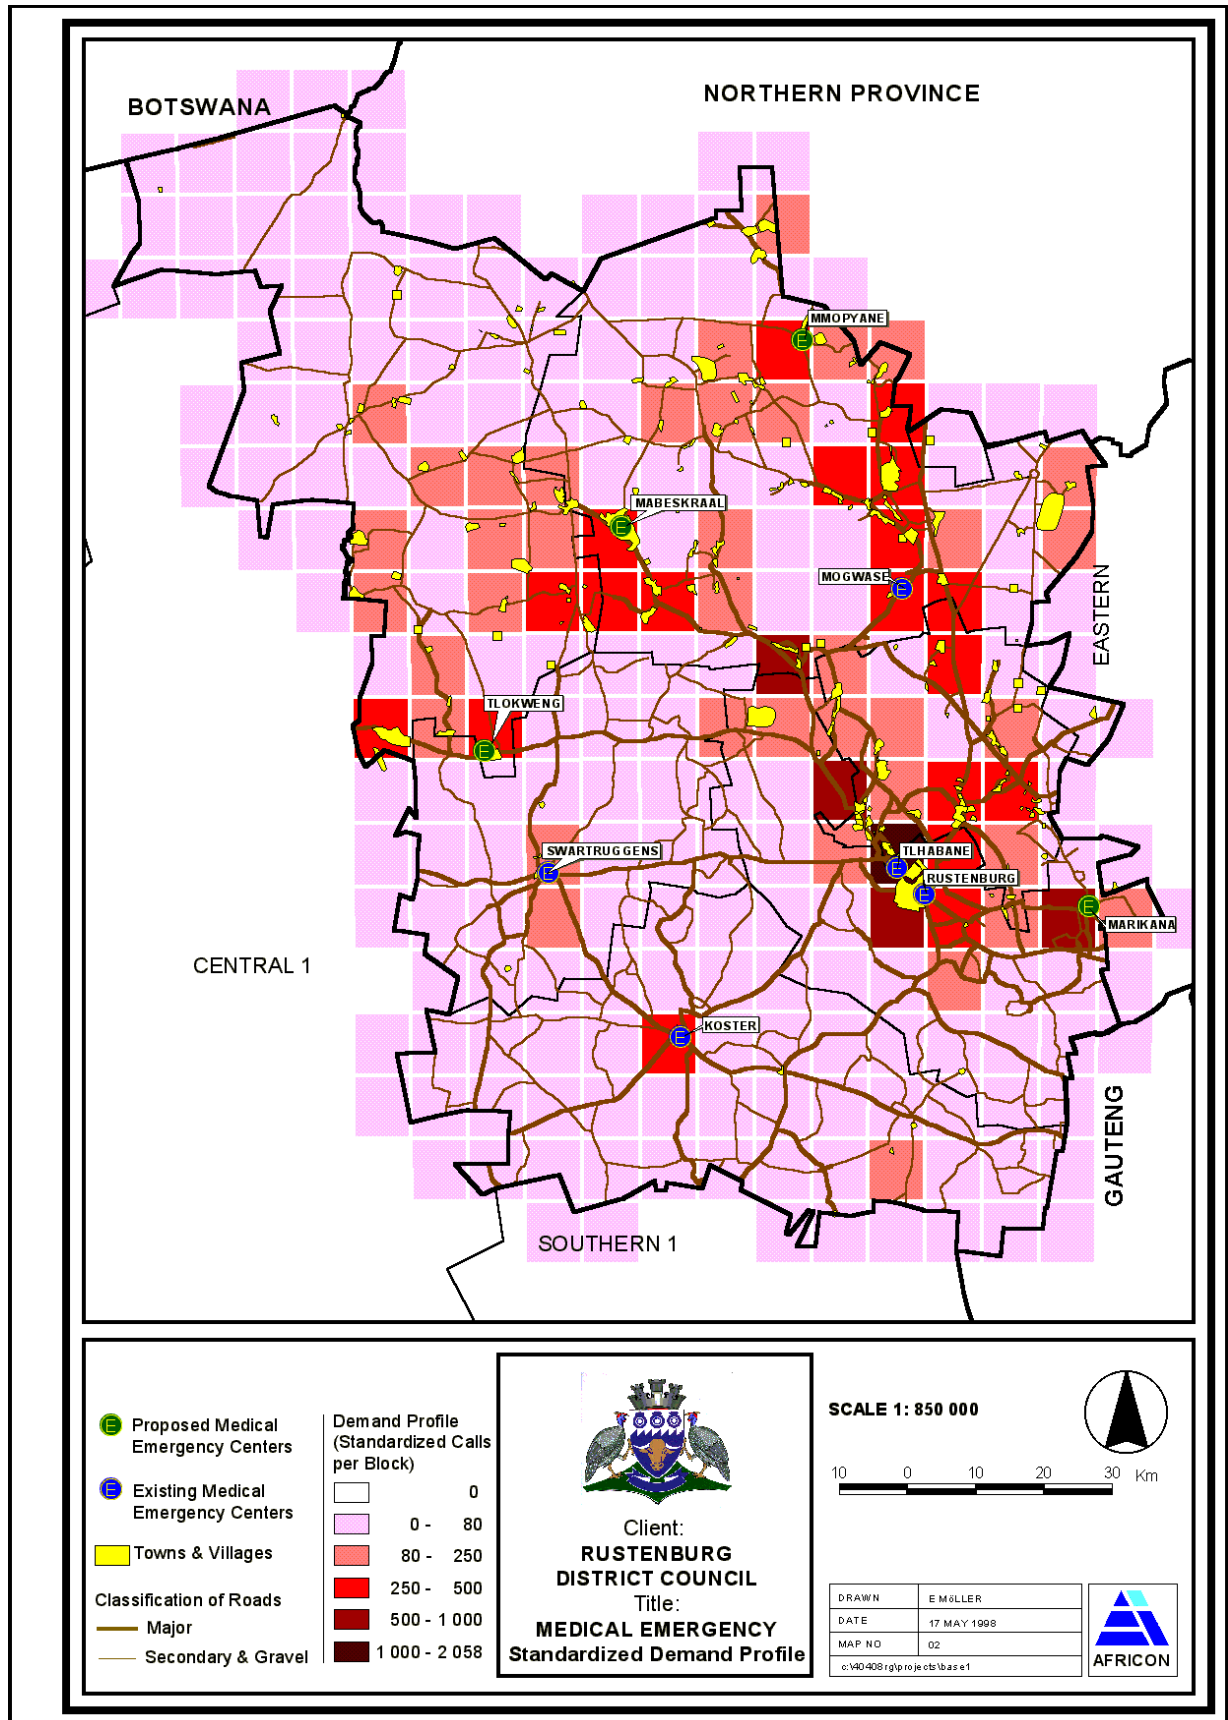 BOTSWANA
NORTHERN PROVINCE
MMOPYANE
MABESKRAAL
MOGWASE
EASTERN
TLOKWENG
SWARTRUGGENS
TLHABANE
RUSTENBURG
MARIKANA
CENTRAL 1
KOSTER
GAUTENG
SOUTHERN 1
E Proposed Medical
Emergency Centers
E Existing Medical
Emergency Centers
Towns & Villages
Classification of Roads
Major
Secondary & Gravel
Demand Profile
(Standardized Calls
per Block)
0
0 - 80
80 - 250
250 - 500
500 - 1 000
1 000 - 2 058
Client:
RUSTENBURG
DISTRICT COUNCIL
Title:
MEDICAL EMERGENCY
Standardized Demand Profile
SCALE 1: 850 000
10 0 10 20 30 Km
DRAWN E MöLLER
DATE 17 MAY 1998
MAP NO 02
c:\40408rg\projects\base1
AFRICON